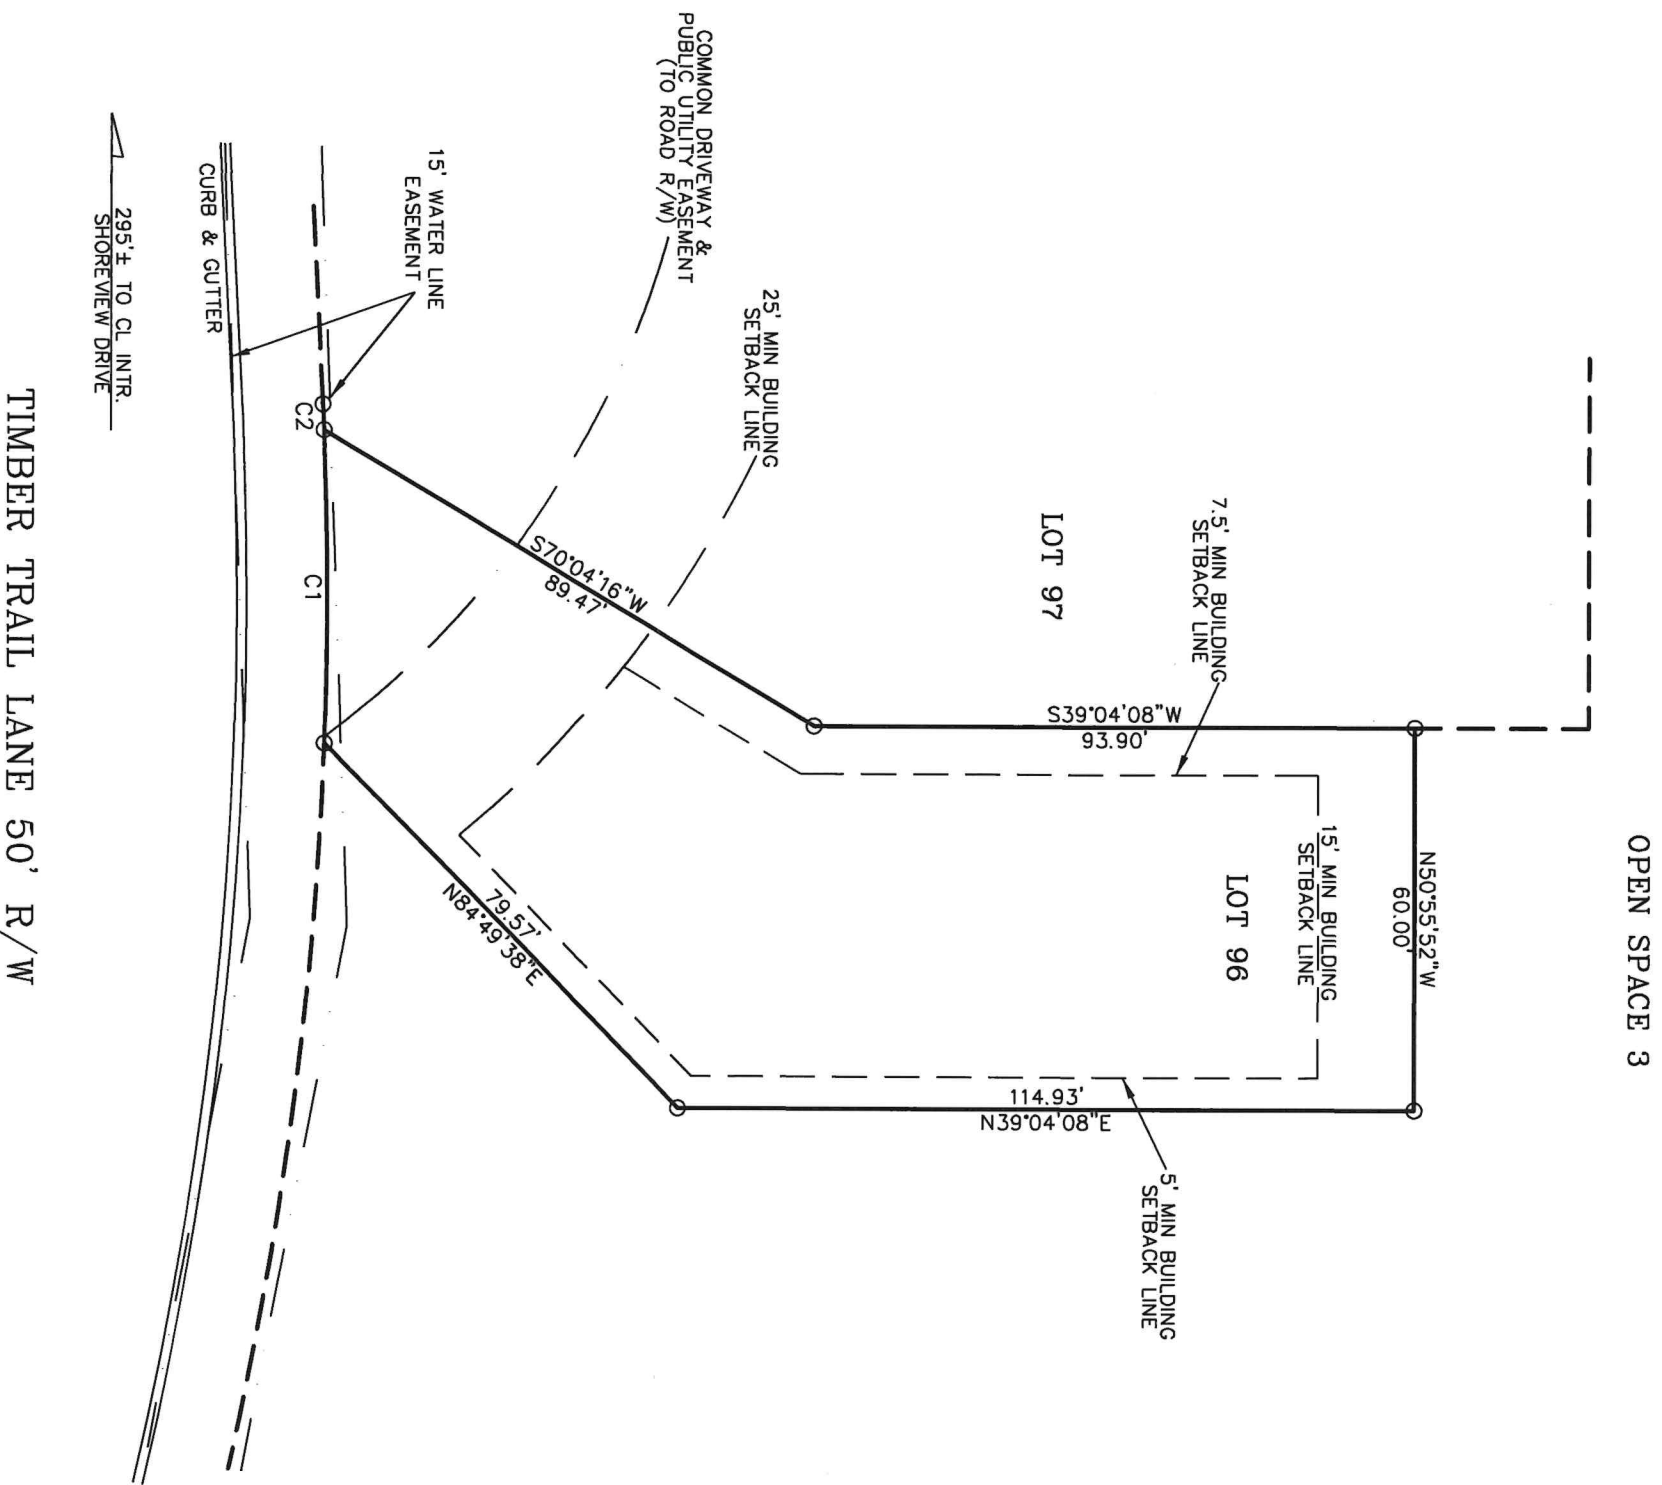 OPEN SPACE 3
N50°55'52"W
60.00'
15' MIN BUILDING
SETBACK LINE
LOT 96
7.5' MIN BUILDING
SETBACK LINE
5' MIN BUILDING
SETBACK LINE
S39°04'08"W
93.90'
114.93'
N39°04'08"E
LOT 97
25' MIN BUILDING
SETBACK LINE
COMMON DRIVEWAY &
PUBLIC UTILITY EASEMENT
(TO ROAD R/W)
S70°04'16"W
89.47'
79.57'
N84°49'38"E
15' WATER LINE
EASEMENT
C2
C1
CURB & GUTTER
295'± TO CL INTR.
SHOREVIEW DRIVE
TIMBER TRAIL LANE 50' R/W